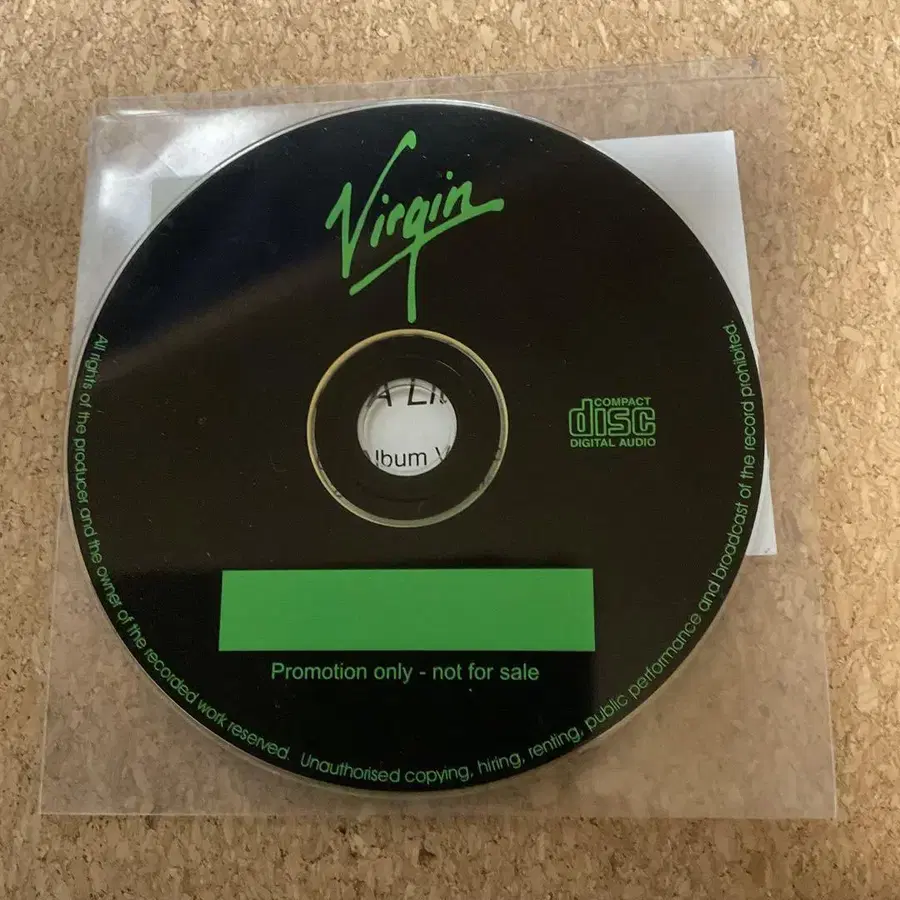 Virgin
A Li
lbum V
COMPACT
disc
DIGITAL AUDIO
Promotion only - not for sale
All rights of the producer and the owner of the recorded work reserved. Unauthorised copying, hiring, renting, public performance and broadcast of the record prohibited.